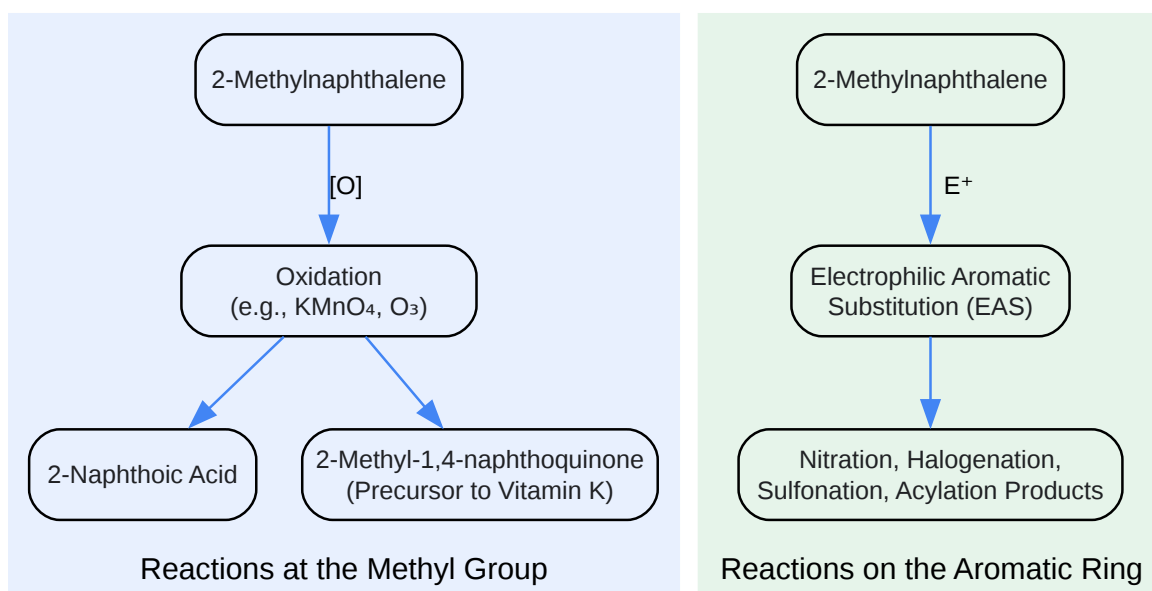 2-Methylnaphthalene
[O]
Oxidation
(e.g., KMnO₄, O₃)
2-Naphthoic Acid
2-Methyl-1,4-naphthoquinone
(Precursor to Vitamin K)
Reactions at the Methyl Group
2-Methylnaphthalene
E⁺
Electrophilic Aromatic
Substitution (EAS)
Nitration, Halogenation,
Sulfonation, Acylation Products
Reactions on the Aromatic Ring